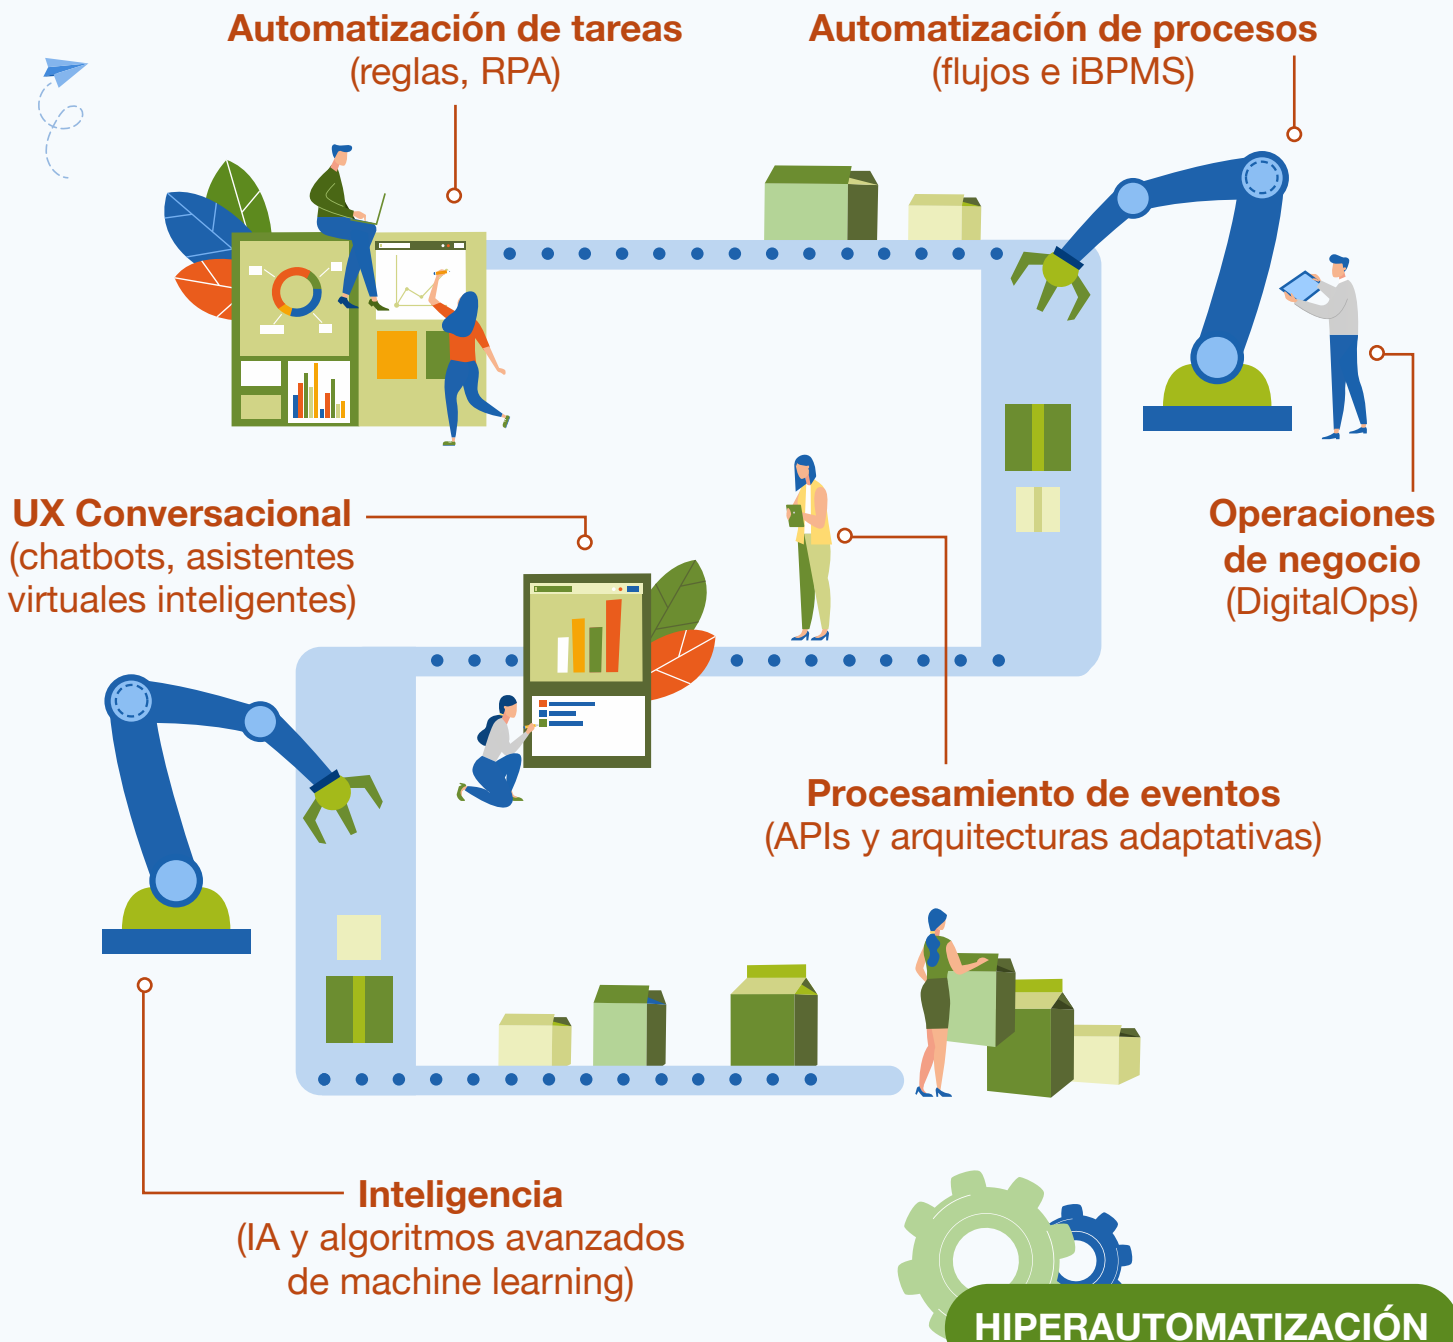 Automatización de tareas
(reglas, RPA)
Automatización de procesos
(flujos e iBPMS)
UX Conversacional
(chatbots, asistentes
virtuales inteligentes)
Operaciones
de negocio
(DigitalOps)
Procesamiento de eventos
(APIs y arquitecturas adaptativas)
Inteligencia
(IA y algoritmos avanzados
de machine learning)
HIPERAUTOMATIZACIÓN